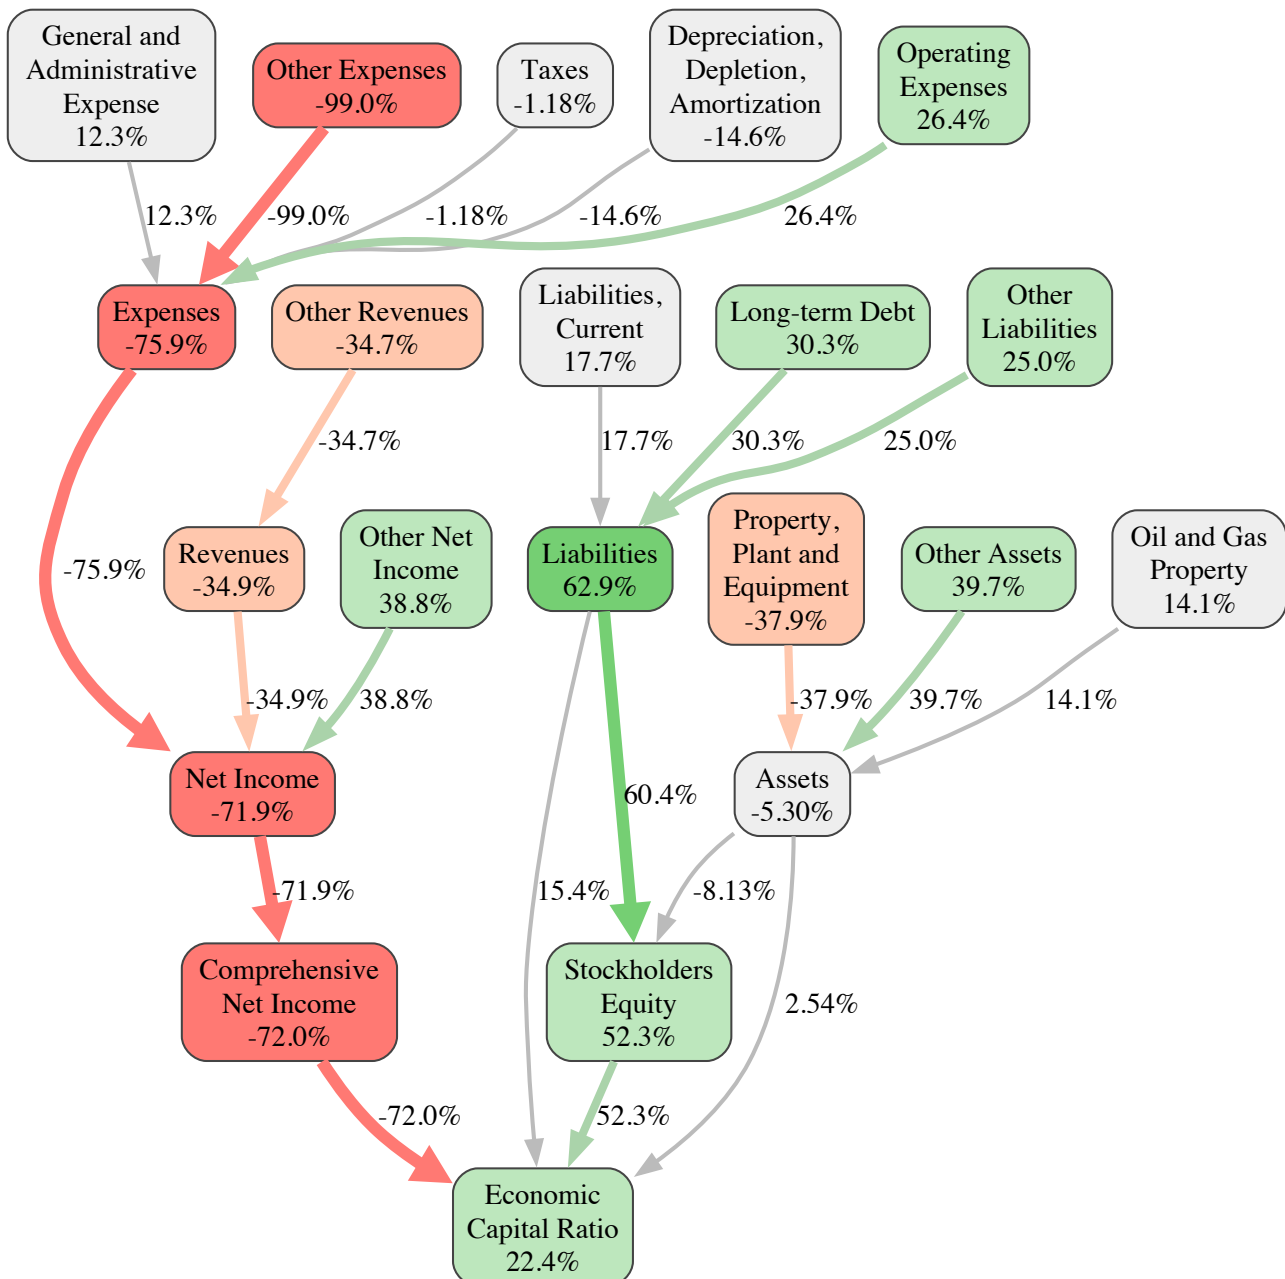 General and
Administrative
Expense
12.3%
Other Expenses
-99.0%
Taxes
-1.18%
Depreciation,
Depletion,
Amortization
-14.6%
Operating
Expenses
26.4%
12.3%
-99.0%
-1.18%
-14.6%
26.4%
Expenses
-75.9%
Other Revenues
-34.7%
Liabilities,
Current
17.7%
Long-term Debt
30.3%
Other
Liabilities
25.0%
-34.7%
17.7%
30.3%
25.0%
-75.9%
Revenues
-34.9%
Other Net
Income
38.8%
Liabilities
62.9%
Property,
Plant and
Equipment
-37.9%
Other Assets
39.7%
Oil and Gas
Property
14.1%
-34.9%
38.8%
-37.9%
39.7%
14.1%
Net Income
-71.9%
60.4%
Assets
-5.30%
-71.9%
15.4%
-8.13%
Comprehensive
Net Income
-72.0%
Stockholders
Equity
52.3%
2.54%
-72.0%
52.3%
Economic
Capital Ratio
22.4%